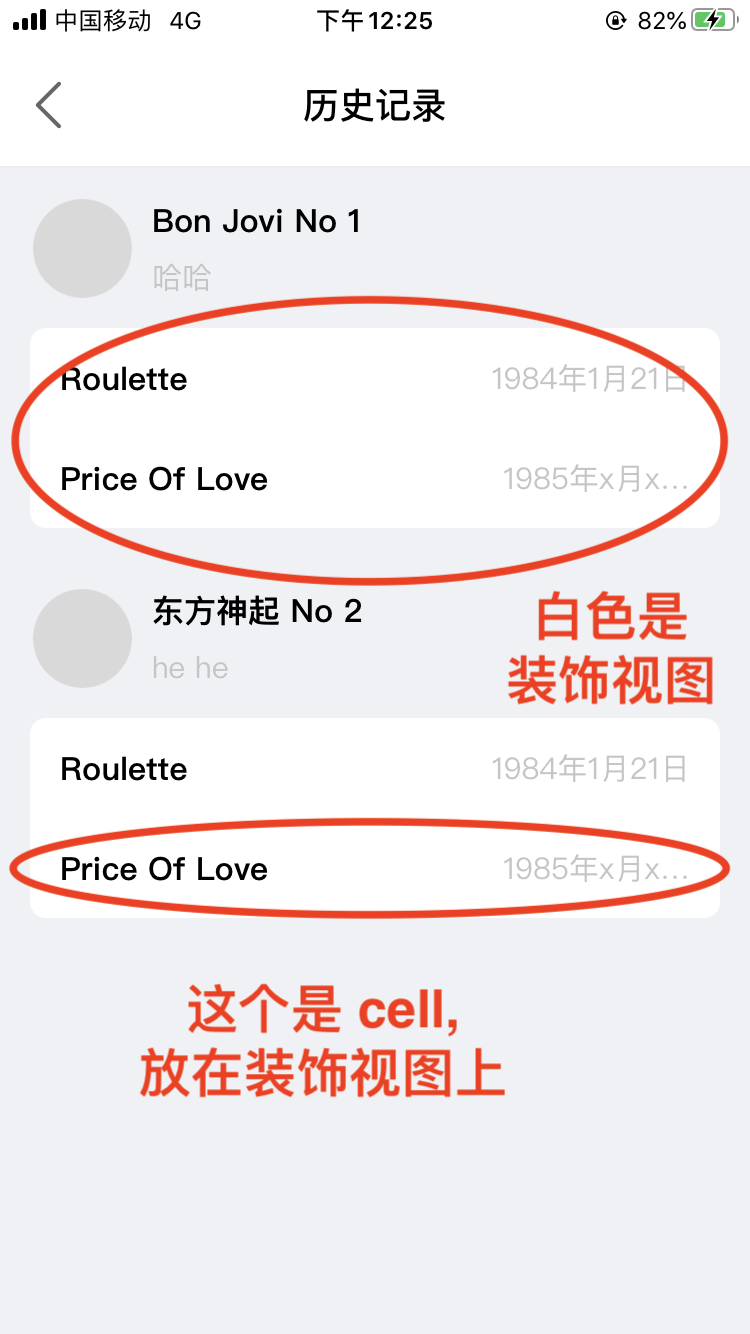 中国移动 4G 下午12:25 82%
历史记录
Bon Jovi No 1
哈哈
Roulette 1984年1月21日
Price Of Love 1985年x月x...
东方神起 No 2
he he
白色是
装饰视图
Roulette 1984年1月21日
Price Of Love 1985年x月x...
这个是 cell,
放在装饰视图上